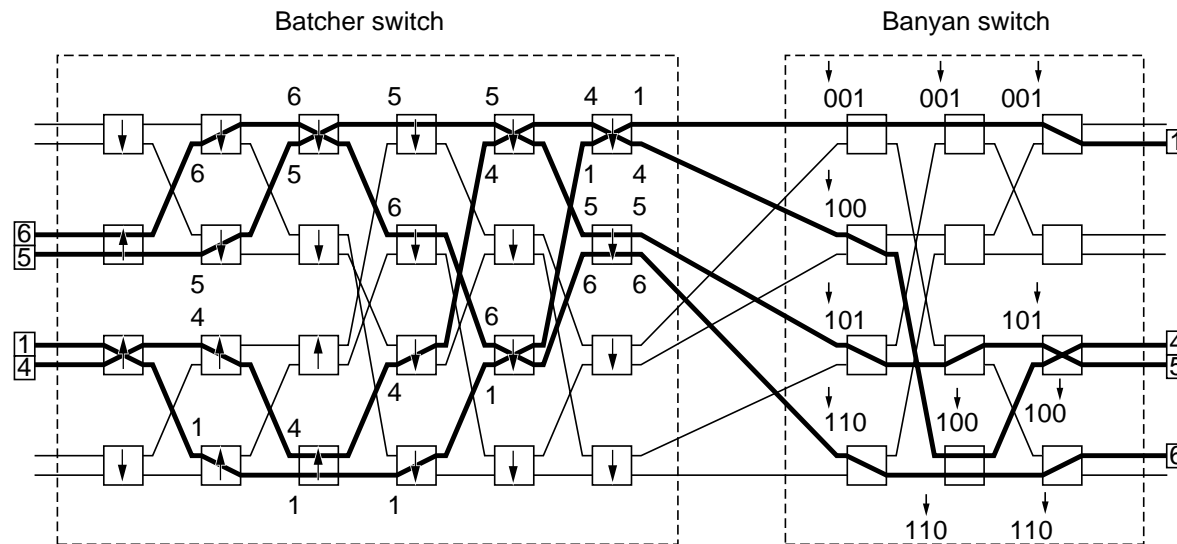 Batcher switch Banyan switch
6 5 5 4 1 001 001 001
1
6 5 4 1 4
6 6 5 5 100
5
5 6 6
1 4 6 101 101 4
4 5
4 1 100
1 4 110 100
6
1 1 110 110